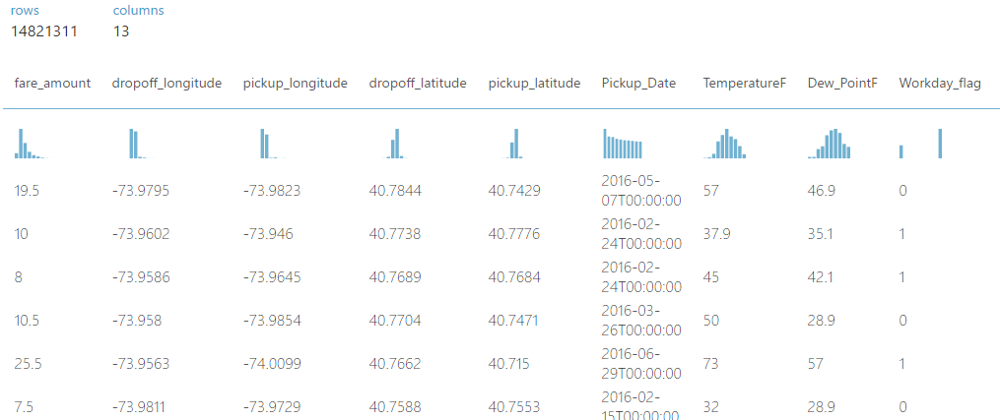 rows columns
14821311 13
fare_amount dropoff_longitude pickup_longitude dropoff_latitude pickup_latitude Pickup_Date TemperatureF Dew_PointF Workday_flag
19.5 -73.9795 -73.9823 40.7844 40.7429 2016-05-07T00:00:00 57 46.9 0
10 -73.9602 -73.946 40.7738 40.7776 2016-02-24T00:00:00 37.9 35.1 1
8 -73.9586 -73.9645 40.7689 40.7684 2016-02-24T00:00:00 45 42.1 1
10.5 -73.958 -73.9854 40.7704 40.7471 2016-03-26T00:00:00 50 28.9 0
25.5 -73.9563 -74.0099 40.7662 40.715 2016-06-29T00:00:00 73 57 1
7.5 -73.9811 -73.9729 40.7588 40.7553 2016-02-15T00:00:00 32 28.9 0